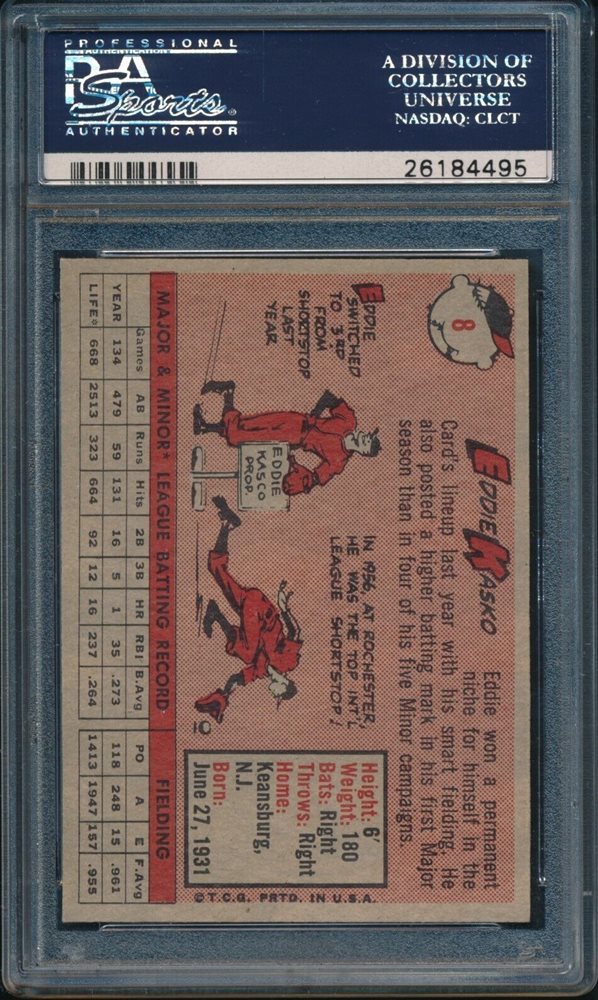 PROFESSIONAL
PSA
Sports
AUTHENTICATOR
A DIVISION OF
COLLECTORS
UNIVERSE
NASDAQ: CLCT
26184495
8
EDDIE KASKO
Eddie won a permanent
niche for himself in the
Card's lineup last year with his smart fielding. He
also posted a higher batting mark in his first Major
season than in four of his five Minor campaigns.
EDDIE
SWITCHED
TO 3RD
FROM
SHORTSTOP
LAST
YEAR
EDDIE
KASCO
PROP.
IN 1956, AT ROCHESTER,
HE WAS THE TOP INT'L
LEAGUE SHORTSTOP!
Height: 6'
Weight: 180
Bats: Right
Throws: Right
Home:
Keansburg,
N.J.
Born:
June 27, 1931
MAJOR & MINOR* LEAGUE BATTING RECORD FIELDING
Games AB Runs Hits 2B 3B HR RBI B.Avg PO A E F.Avg
YEAR 134 479 59 131 16 5 1 35 .273 118 248 15 .961
LIFE* 668 2513 323 664 92 12 16 237 .264 1413 1947 157 .955
©T.C.G. PRTD. IN U.S.A.